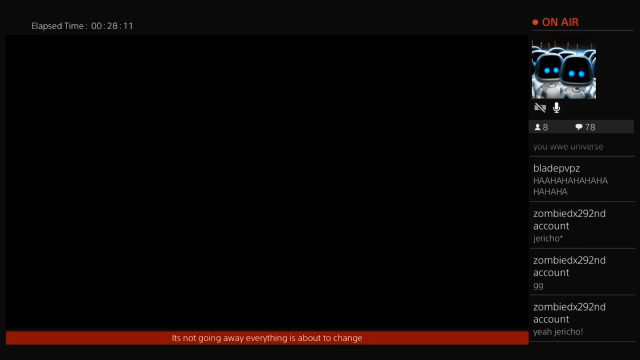 Elapsed Time: 00:28:11
ON AIR
8 78
you wwe universe
bladepvpz
HAAHAHAHAHAHA
HAHAHA
zombiedx292nd
account
jericho*
zombiedx292nd
account
gg
zombiedx292nd
account
yeah jericho!
Its not going away everything is about to change